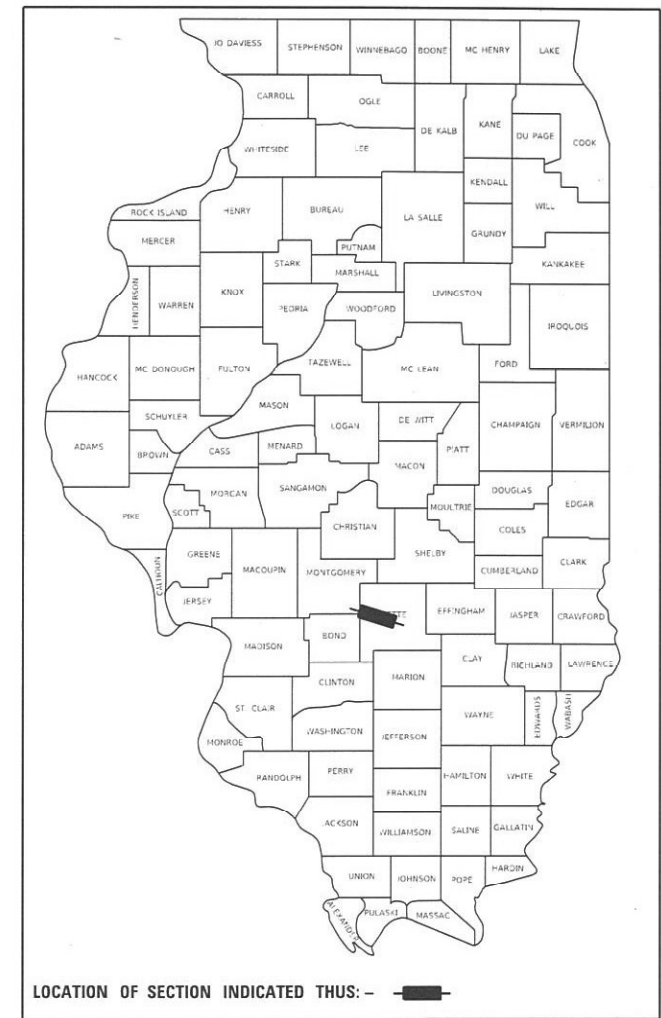 JO DAVIESS STEPHENSON WINNEBAGO BOONE MC HENRY LAKE
CARROLL OGLE DE KALB KANE DU PAGE COOK
WHITESIDE LEE
KENDALL WILL
ROCK ISLAND HENRY BUREAU LA SALLE GRUNDY
MERCER PUTNAM
STARK MARSHALL KANKAKEE
HENDERSON WARREN KNOX PEORIA WOODFORD LIVINGSTON IROQUOIS
HANCOCK MC DONOUGH FULTON TAZEWELL MC LEAN FORD
SCHUYLER MASON
ADAMS BROWN CASS MENARD LOGAN DE WITT PIATT CHAMPAIGN VERMILION
MACON
PIKE SCOTT MORGAN SANGAMON CHRISTIAN MOULTRIE DOUGLAS EDGAR
COLES
CALHOUN GREENE MACOUPIN MONTGOMERY SHELBY CUMBERLAND CLARK
JERSEY TTE EFFINGHAM JASPER CRAWFORD
MADISON BOND
CLAY RICHLAND LAWRENCE
CLINTON MARION
ST CLAIR WAYNE EDWARDS WABASH
MONROE WASHINGTON JEFFERSON
RANDOLPH PERRY HAMILTON WHITE
FRANKLIN
JACKSON WILLIAMSON SALINE GALLATIN
UNION JOHNSON POPE HARDIN
ALEXANDER PULASKI MASSAC
LOCATION OF SECTION INDICATED THUS: –